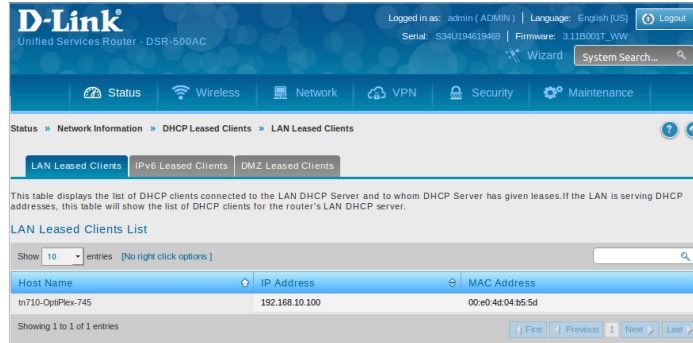 D-Link
Logged in as: admin ( ADMIN ) | Language: English [US] Logout
Unified Services Router - DSR-500AC
Serial: S34U194619469 | Firmware: 3.11B001T_WW
Wizard System Search...
Status Wireless Network VPN Security Maintenance
Status » Network Information » DHCP Leased Clients » LAN Leased Clients ?
LAN Leased Clients IPv6 Leased Clients DMZ Leased Clients
This table displays the list of DHCP clients connected to the LAN DHCP Server and to whom DHCP Server has given leases.If the LAN is serving DHCP
addresses, this table will show the list of DHCP clients for the router's LAN DHCP server.
LAN Leased Clients List
Show 10 entries [No right click options ]
Host Name IP Address MAC Address
tn710-OptiPlex-745 192.168.10.100 00:e0:4d:04:b5:5d
Showing 1 to 1 of 1 entries First Previous 1 Next Last